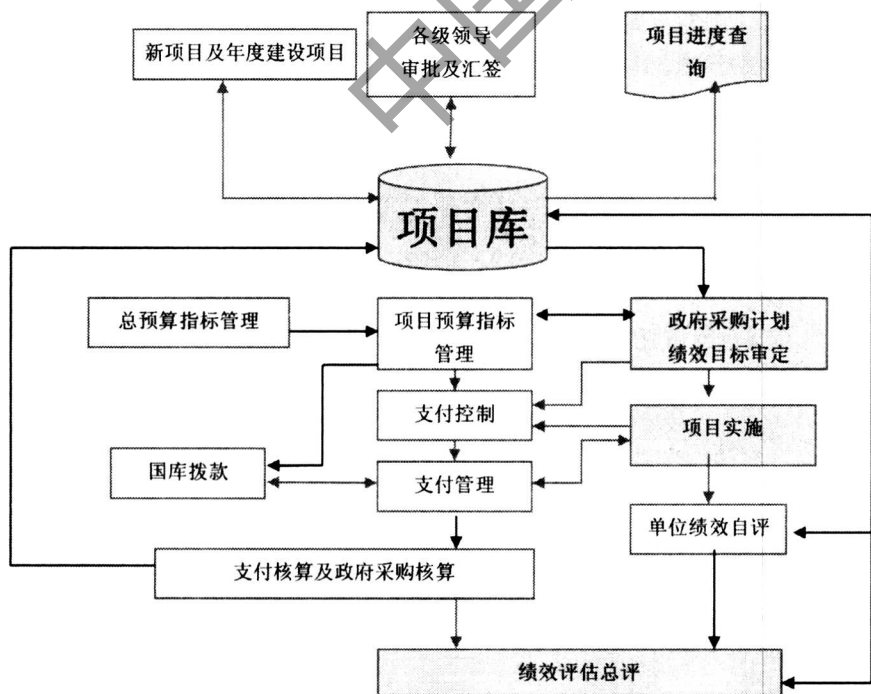 新项目及年度建设项目
各级领导
审批及汇签
项目进度查
询
中国
项目库
总预算指标管理
项目预算指标
管理
政府采购计划
绩效目标审定
支付控制
项目实施
国库拨款
支付管理
单位绩效自评
支付核算及政府采购核算
绩效评估总评